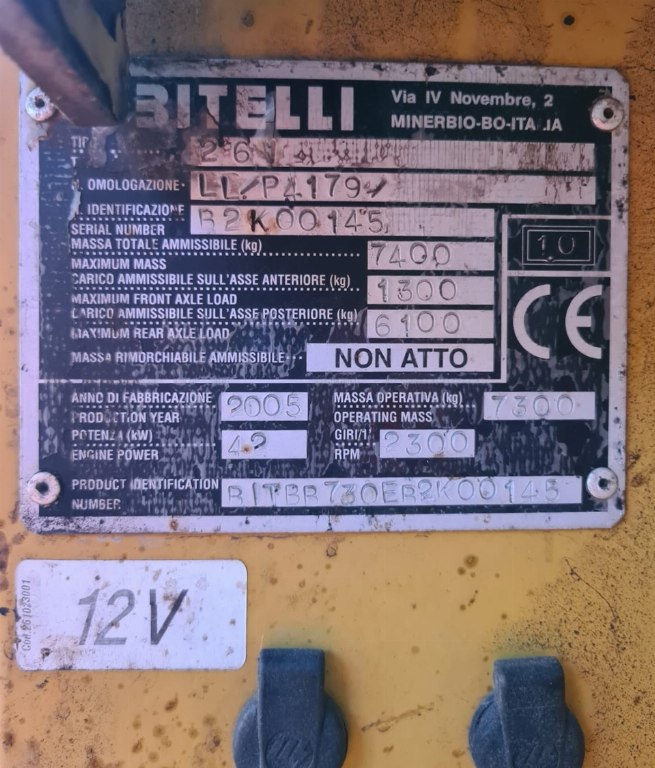 BITELLI
Via IV Novembre, 2
MINERBIO-BO-ITALIA
26
N. OMOLOGAZIONE
N. IDENTIFICAZIONE
SERIAL NUMBER
B2K00145
MASSA TOTALE AMMISSIBILE (kg)
MAXIMUM MASS
7400
10
CARICO AMMISSIBILE SULL'ASSE ANTERIORE (kg)
MAXIMUM FRONT AXLE LOAD
1300
CE
CARICO AMMISSIBILE SULL'ASSE POSTERIORE (kg)
MAXIMUM REAR AXLE LOAD
6100
MASSA RIMORCHIABILE AMMISSIBILE
NON ATTO
ANNO DI FABBRICAZIONE
PRODUCTION YEAR
2005
MASSA OPERATIVA (kg)
OPERATING MASS
7300
POTENZA (kW)
ENGINE POWER
42
GIRI/1'
RPM
2300
PRODUCT IDENTIFICATION
NUMBER
12V
Cod.261023001